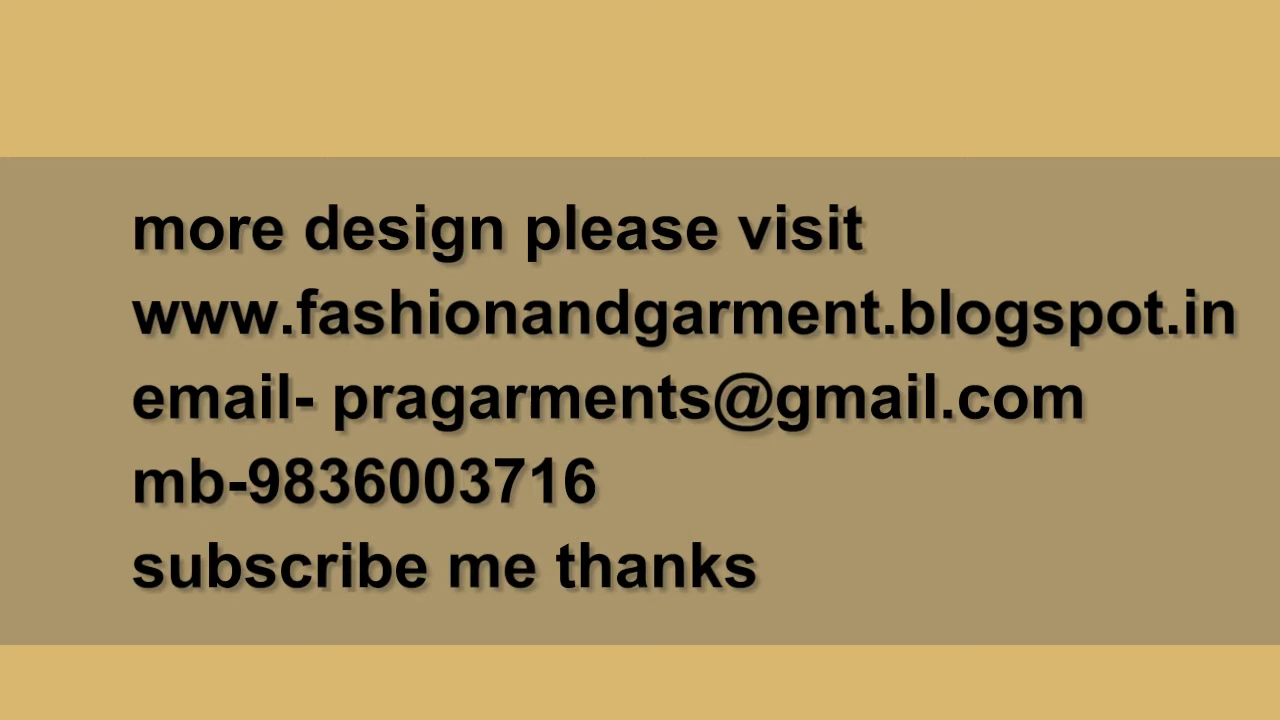 more design please visit
www.fashionandgarment.blogspot.in
email- pragarments@gmail.com
mb-9836003716
subscribe me thanks